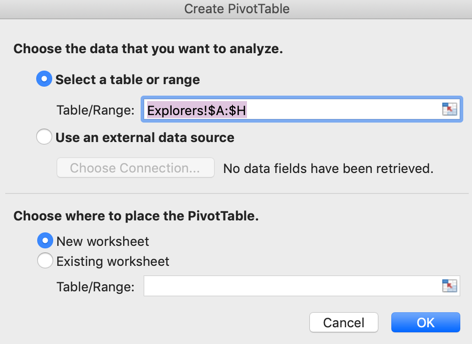 Create PivotTable
Choose the data that you want to analyze.
Select a table or range
Table/Range: Explorers!$A:$H
Use an external data source
Choose Connection... No data fields have been retrieved.
Choose where to place the PivotTable.
New worksheet
Existing worksheet
Table/Range:
Cancel OK